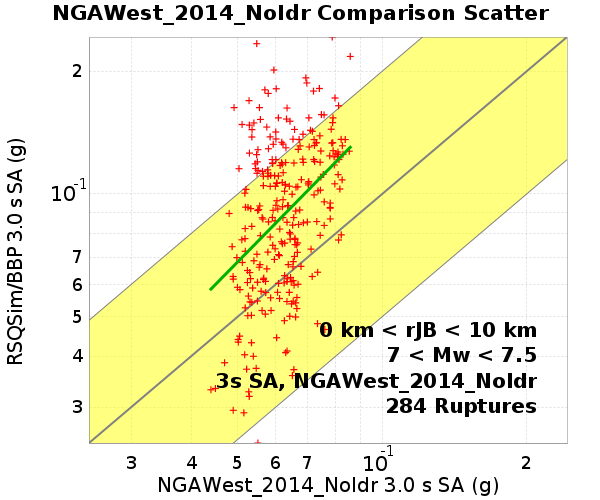 NGAWest_2014_NoIdr Comparison Scatter
RSQSim/BBP 3.0 s SA (g)
2
10-1
7
6
5
4
3
0 km < rJB < 10 km
7 < Mw < 7.5
3s SA, NGAWest_2014_NoIdr
284 Ruptures
3 4 5 6 7 10-1 2
NGAWest_2014_NoIdr 3.0 s SA (g)